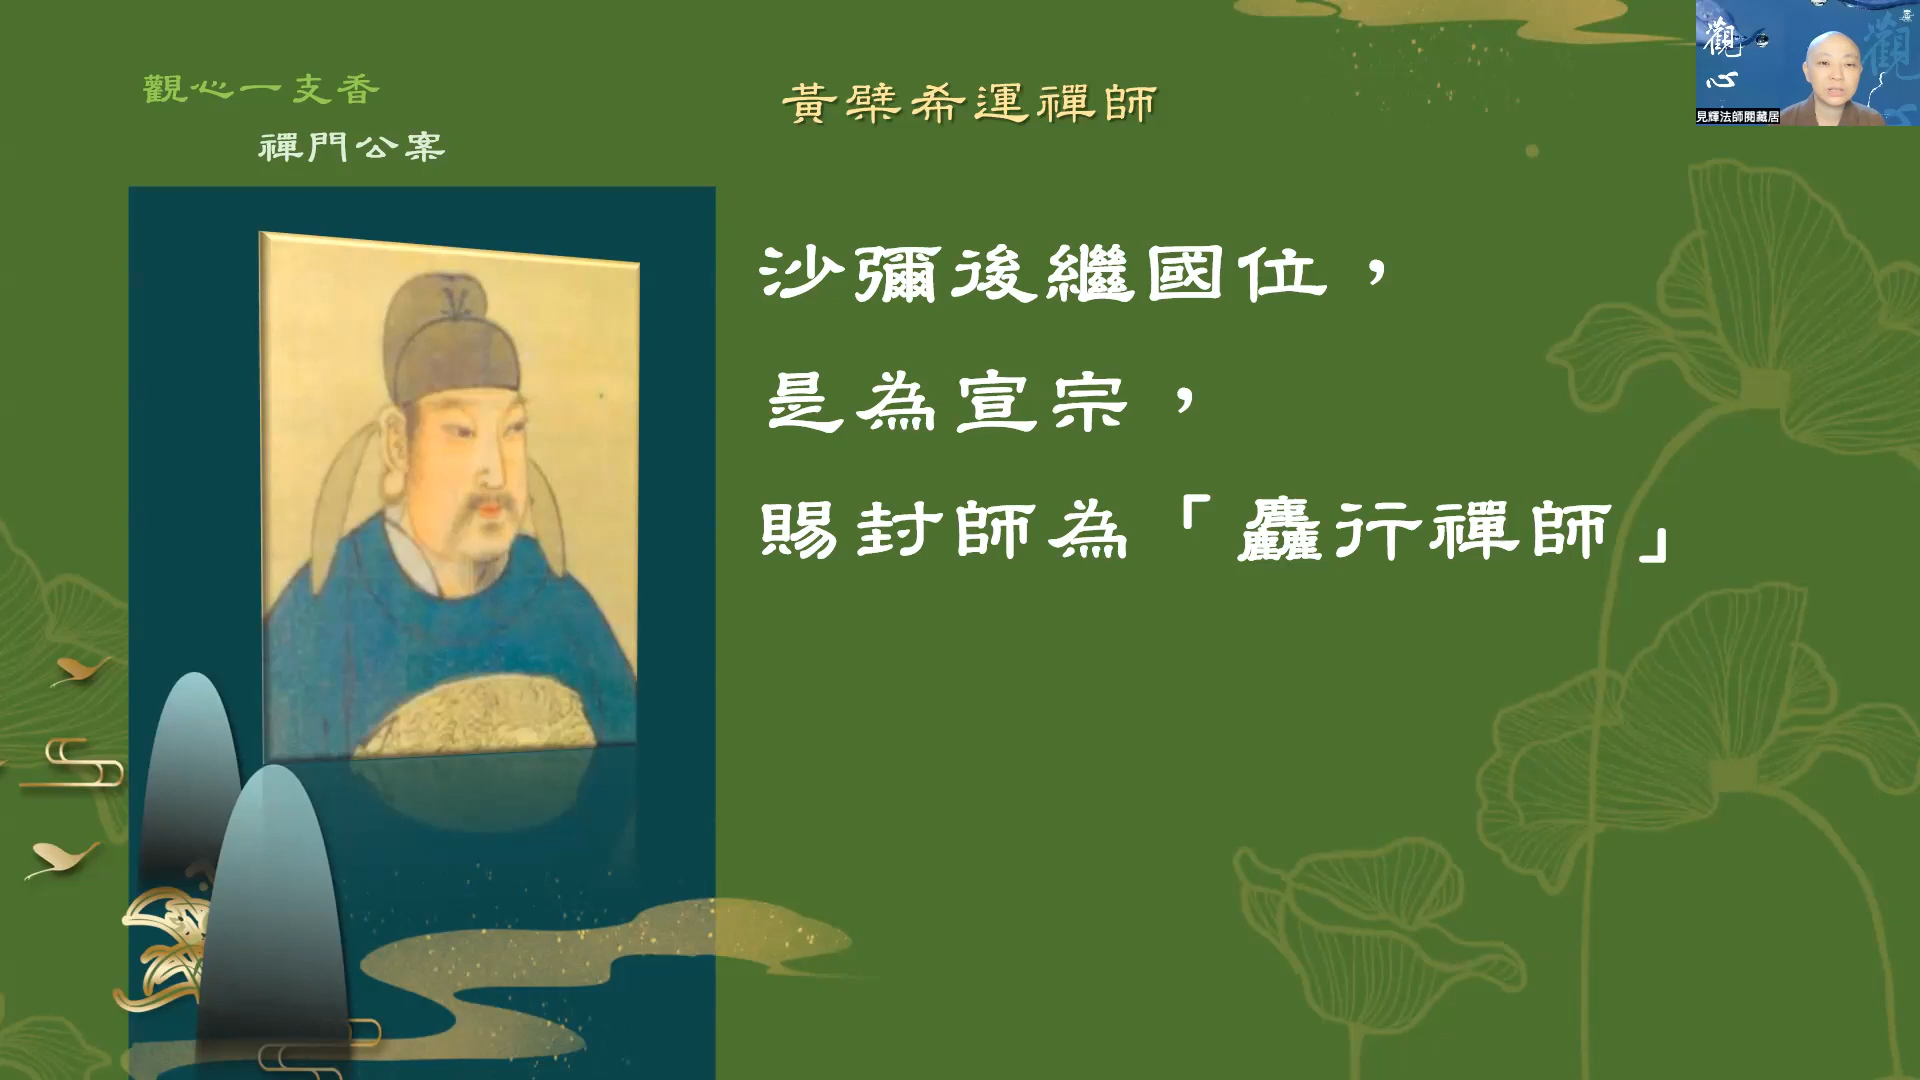 觀心一支香
禪門公案
黃檗希運禪師
沙彌後繼國位，
是為宣宗，
賜封師為「麤行禪師」
觀心
見輝法師閱藏居